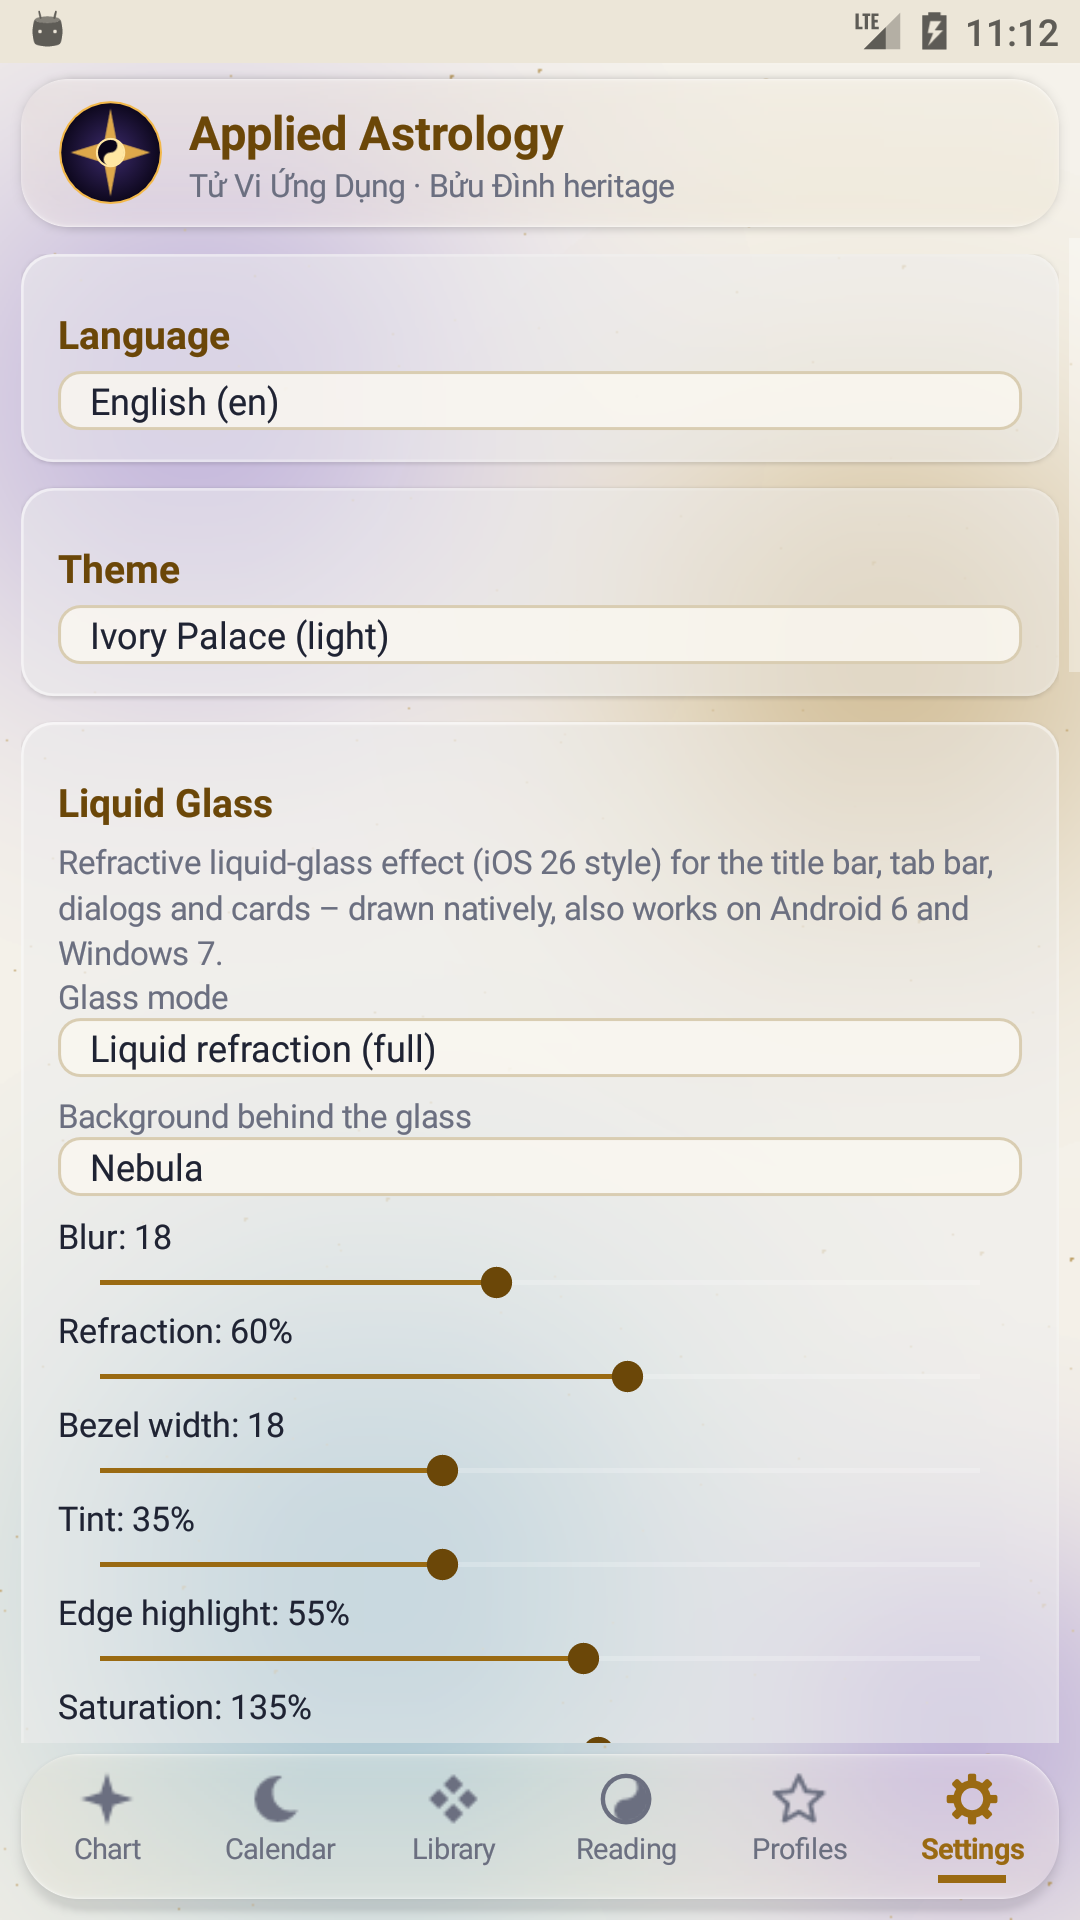 LTE 11:12
Applied Astrology
Tử Vi Ứng Dụng · Bửu Đình heritage
Language
English (en)
Theme
Ivory Palace (light)
Liquid Glass
Refractive liquid-glass effect (iOS 26 style) for the title bar, tab bar,
dialogs and cards – drawn natively, also works on Android 6 and
Windows 7.
Glass mode
Liquid refraction (full)
Background behind the glass
Nebula
Blur: 18
Refraction: 60%
Bezel width: 18
Tint: 35%
Edge highlight: 55%
Saturation: 135%
Chart Calendar Library Reading Profiles Settings